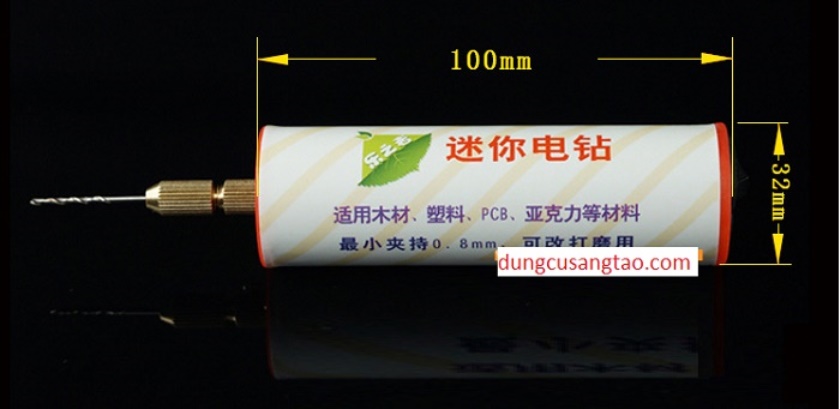 100mm
乐之者
迷你电钻
32mm
适用木材、塑料、PCB、亚克力等材料
最小夹持0.8mm，可改打磨用
dungcusangtao.com